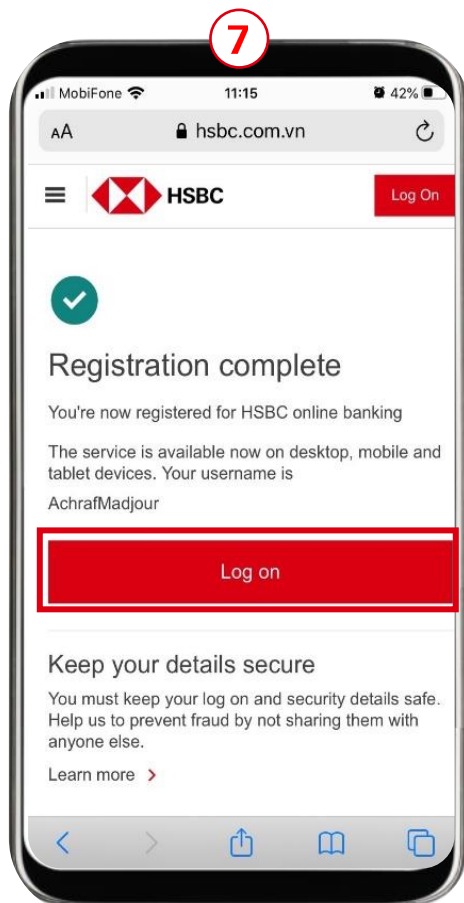 7
MobiFone 11:15 42%
AA hsbc.com.vn
HSBC Log On
Registration complete
You're now registered for HSBC online banking
The service is available now on desktop, mobile and
tablet devices. Your username is
AchrafMadjour
Log on
Keep your details secure
You must keep your log on and security details safe.
Help us to prevent fraud by not sharing them with
anyone else.
Learn more